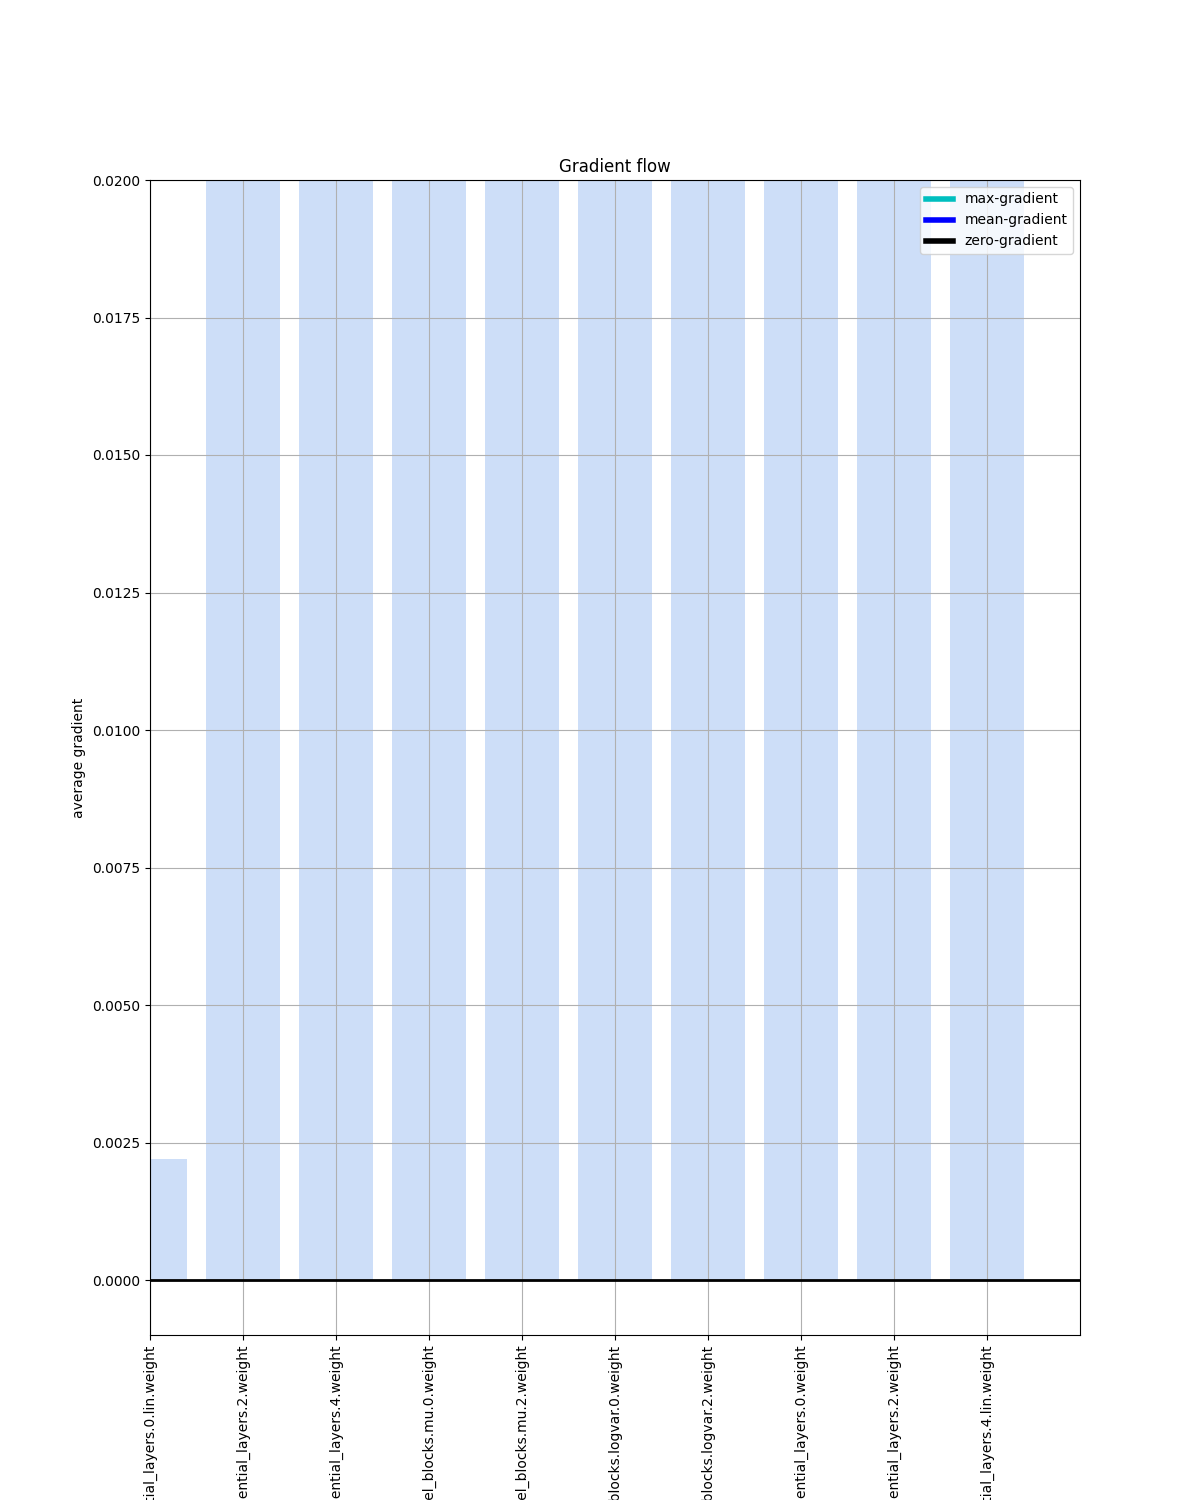 Gradient flow
max-gradient
mean-gradient
zero-gradient
0.0200
0.0175
0.0150
0.0125
0.0100
0.0075
0.0050
0.0025
0.0000
average gradient
tial_layers.0.lin.weight
ential_layers.2.weight
ential_layers.4.weight
el_blocks.mu.0.weight
el_blocks.mu.2.weight
blocks.logvar.0.weight
blocks.logvar.2.weight
ential_layers.0.weight
ential_layers.2.weight
tial_layers.4.lin.weight